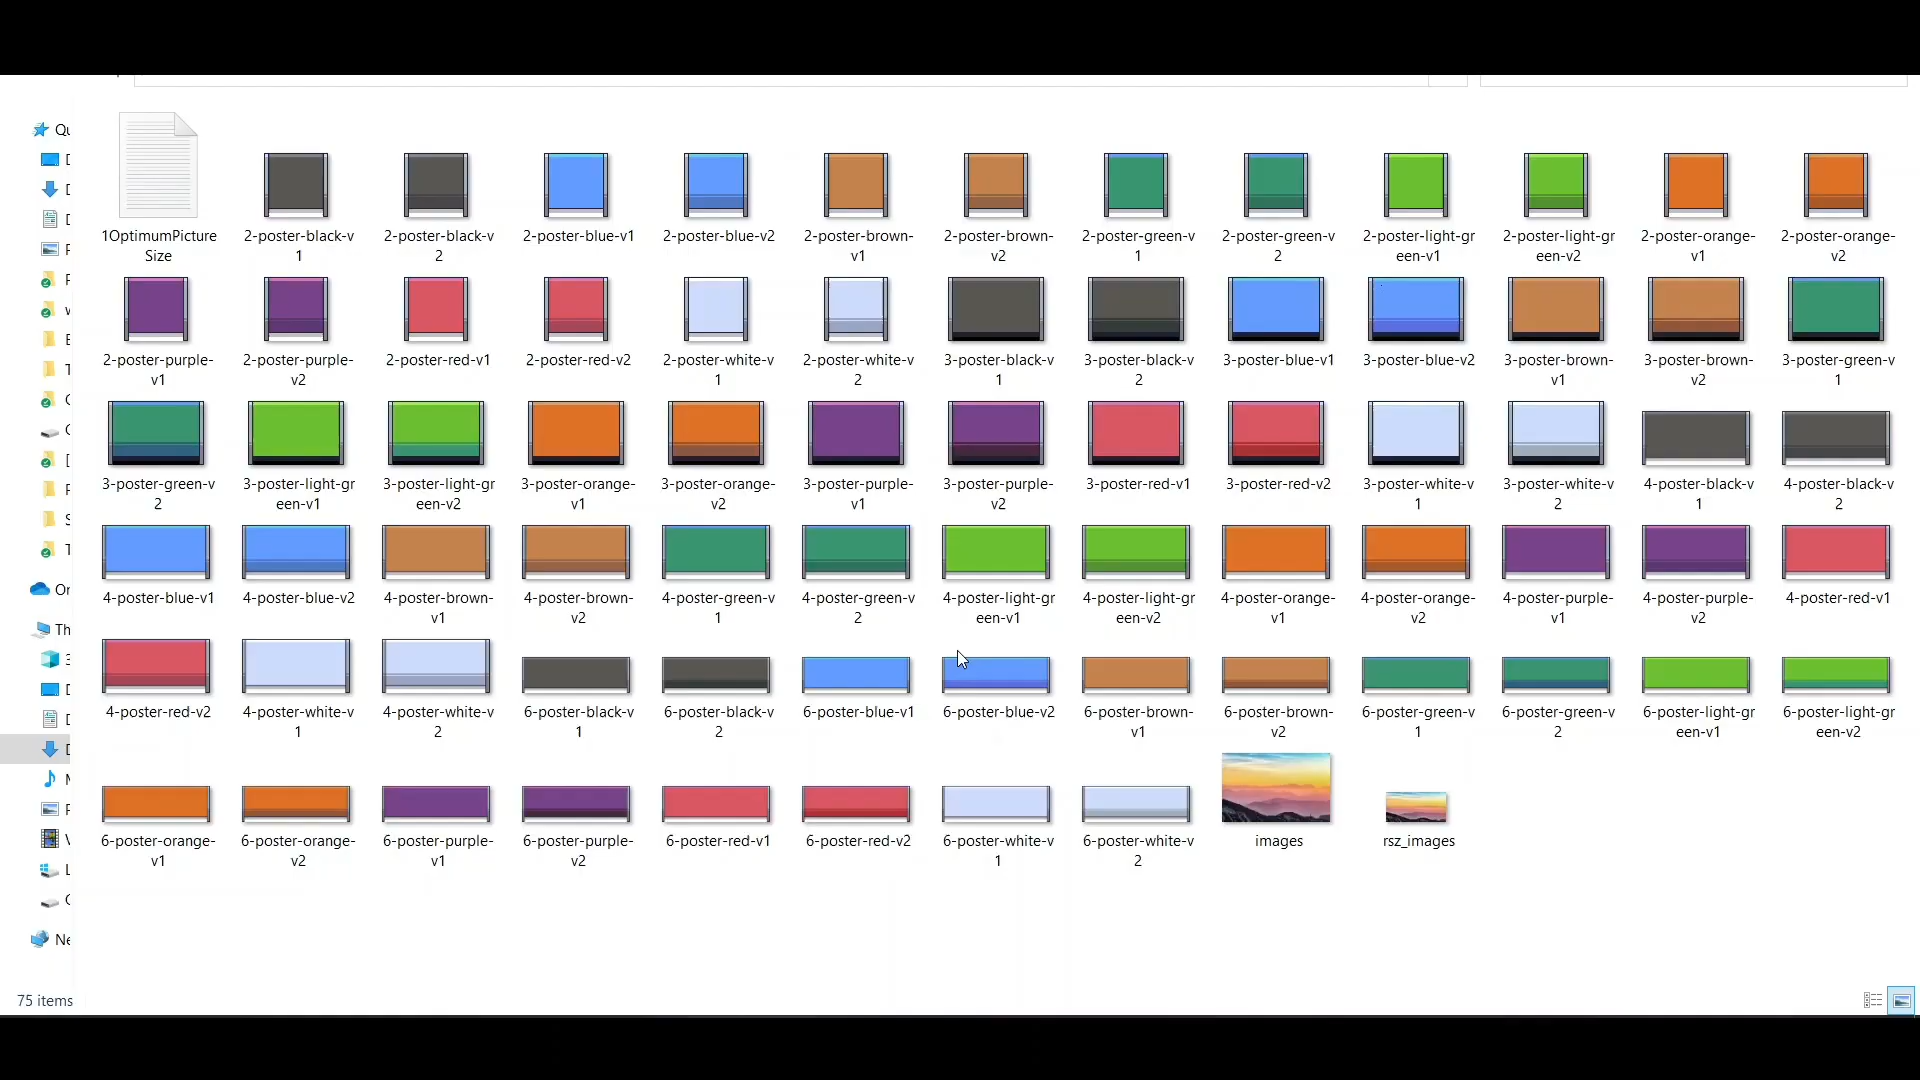 1OptimumPicture
Size
2-poster-black-v
1
2-poster-black-v
2
2-poster-blue-v1
2-poster-blue-v2
2-poster-brown-
v1
2-poster-brown-
v2
2-poster-green-v
1
2-poster-green-v
2
2-poster-light-gr
een-v1
2-poster-light-gr
een-v2
2-poster-orange-
v1
2-poster-orange-
v2
2-poster-purple-
v1
2-poster-purple-
v2
2-poster-red-v1
2-poster-red-v2
2-poster-white-v
1
2-poster-white-v
2
3-poster-black-v
1
3-poster-black-v
2
3-poster-blue-v1
3-poster-blue-v2
3-poster-brown-
v1
3-poster-brown-
v2
3-poster-green-v
1
3-poster-green-v
2
3-poster-light-gr
een-v1
3-poster-light-gr
een-v2
3-poster-orange-
v1
3-poster-orange-
v2
3-poster-purple-
v1
3-poster-purple-
v2
3-poster-red-v1
3-poster-red-v2
3-poster-white-v
1
3-poster-white-v
2
4-poster-black-v
1
4-poster-black-v
2
4-poster-blue-v1
4-poster-blue-v2
4-poster-brown-
v1
4-poster-brown-
v2
4-poster-green-v
1
4-poster-green-v
2
4-poster-light-gr
een-v1
4-poster-light-gr
een-v2
4-poster-orange-
v1
4-poster-orange-
v2
4-poster-purple-
v1
4-poster-purple-
v2
4-poster-red-v1
4-poster-red-v2
4-poster-white-v
1
4-poster-white-v
2
6-poster-black-v
1
6-poster-black-v
2
6-poster-blue-v1
6-poster-blue-v2
6-poster-brown-
v1
6-poster-brown-
v2
6-poster-green-v
1
6-poster-green-v
2
6-poster-light-gr
een-v1
6-poster-light-gr
een-v2
6-poster-orange-
v1
6-poster-orange-
v2
6-poster-purple-
v1
6-poster-purple-
v2
6-poster-red-v1
6-poster-red-v2
6-poster-white-v
1
6-poster-white-v
2
images
rsz_images
75 items